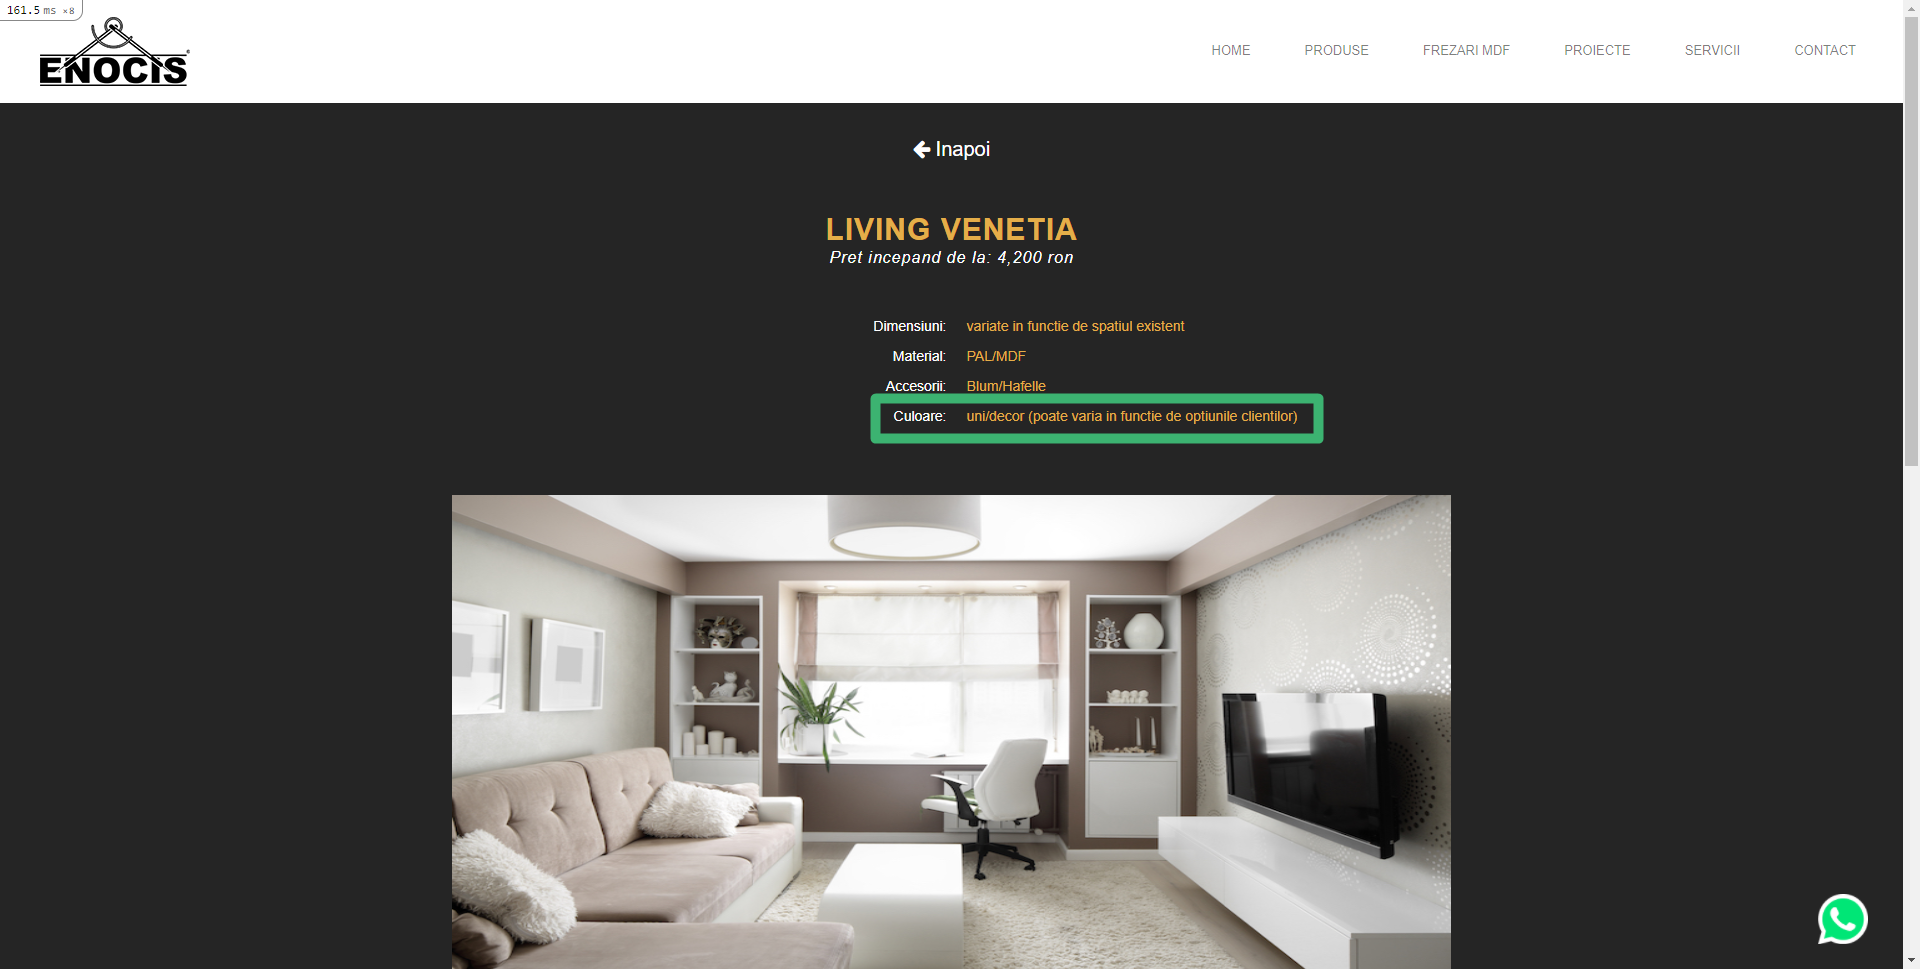 161.5 ms ×8
ENOCIS®
HOME PRODUSE FREZARI MDF PROIECTE SERVICII CONTACT
Inapoi
LIVING VENETIA
Pret incepand de la: 4,200 ron
Dimensiuni: variate in functie de spatiul existent
Material: PAL/MDF
Accesorii: Blum/Hafelle
Culoare: uni/decor (poate varia in functie de optiunile clientilor)